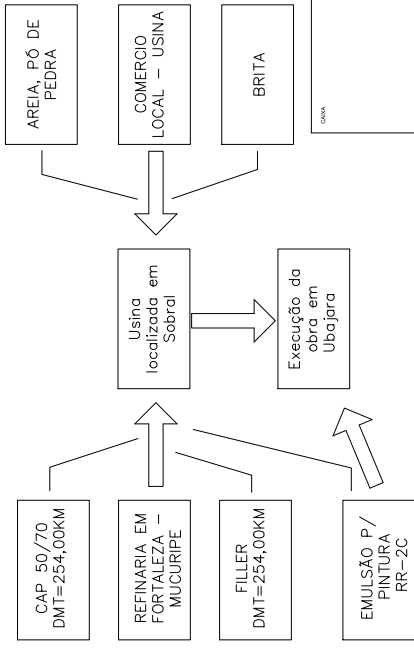 CAP 50/70
DMT=254,00KM
REFINARIA EM
FORTALEZA –
MUCURIPE
FILLER
DMT=254,00KM
EMULSÃO P/
PINTURA
RR–2C
Usina
localizada em
Sobral
Execução da
obra em
Ubajara
AREIA, PÓ DE
PEDRA
COMERCIO
LOCAL – USINA
BRITA
CAIXA